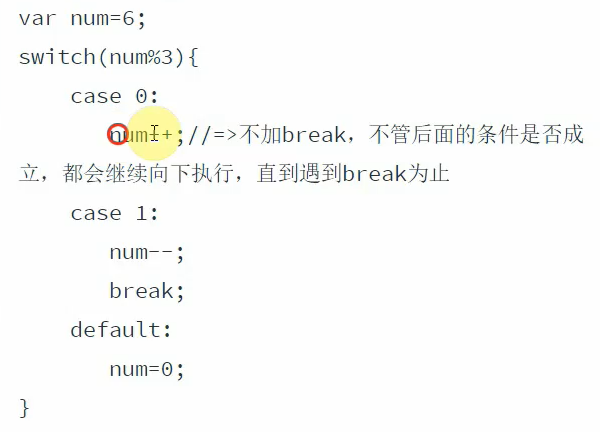 var num=6;
switch(num%3){
case 0:
num++;//=>不加break，不管后面的条件是否成
立，都会继续向下执行，直到遇到break为止
case 1:
num--;
break;
default:
num=0;
}